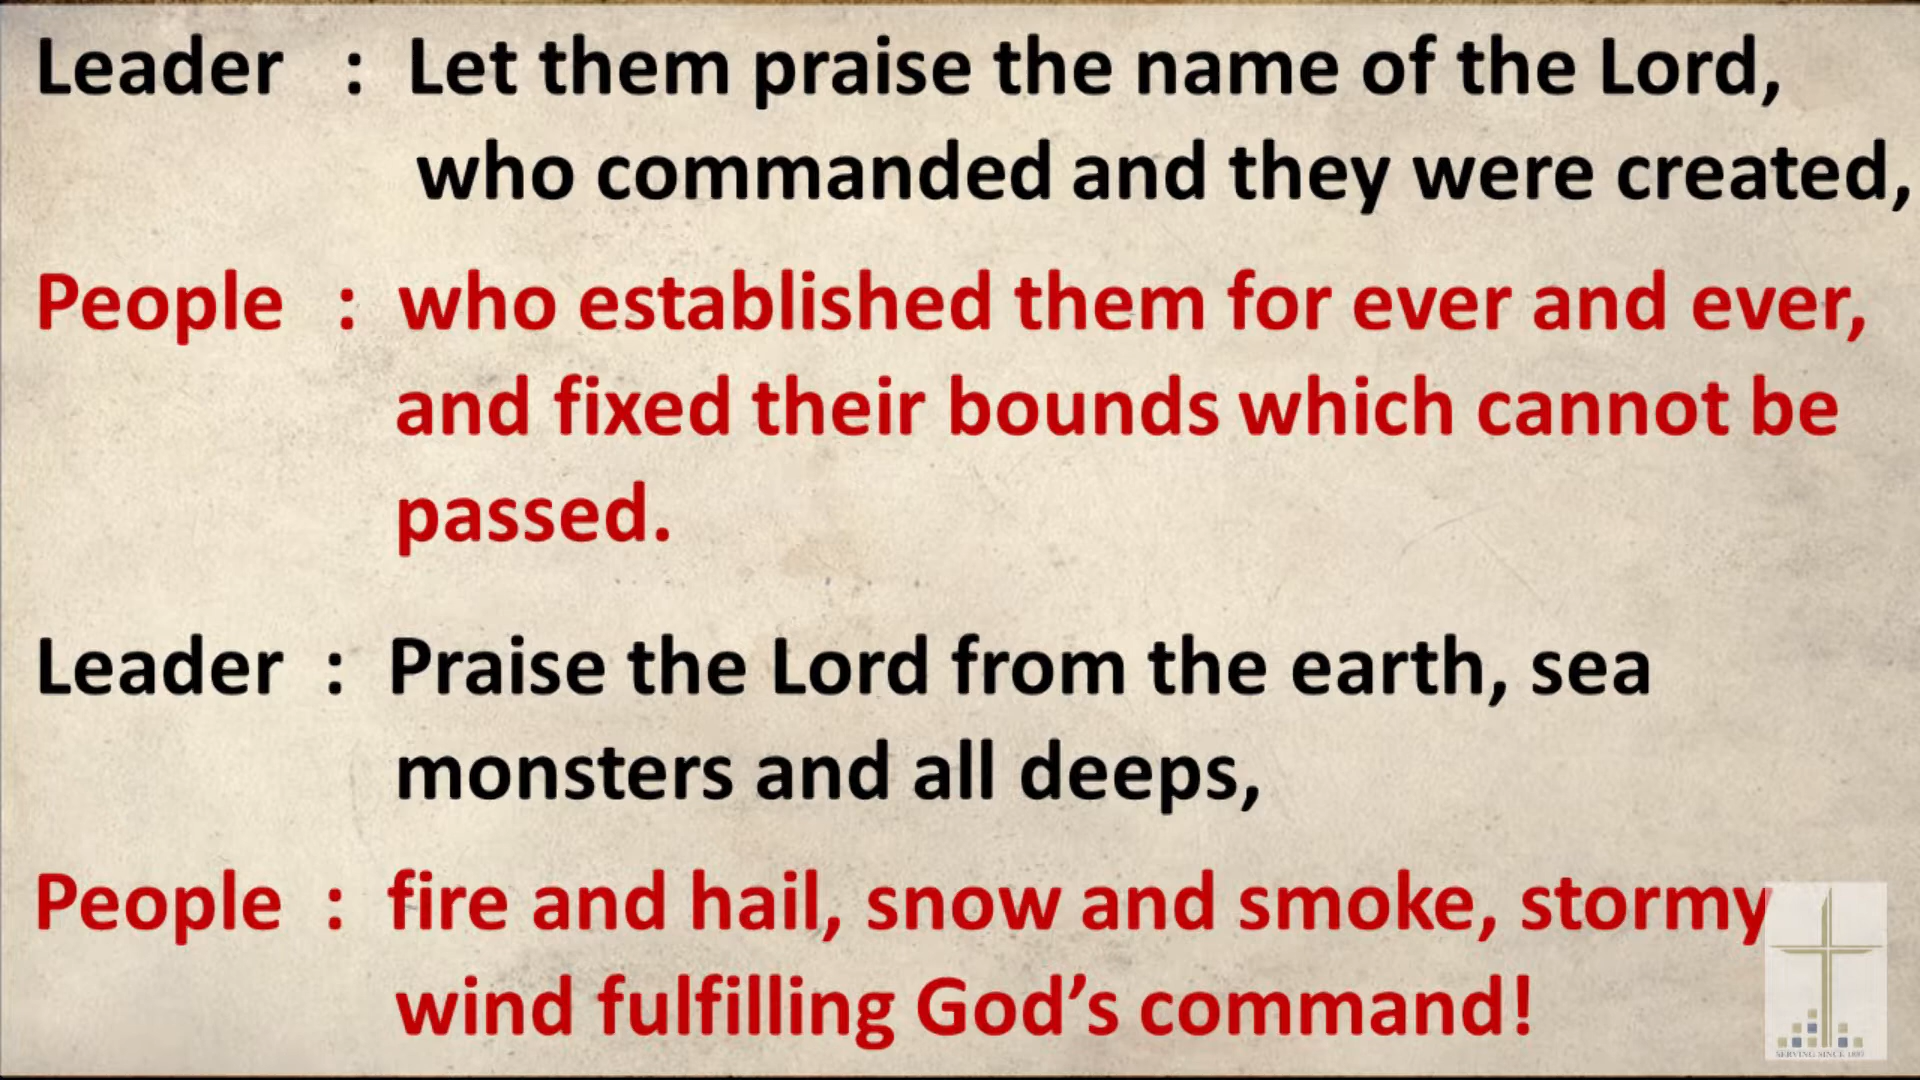 Leader : Let them praise the name of the Lord,
who commanded and they were created,
People : who established them for ever and ever,
and fixed their bounds which cannot be
passed.
Leader : Praise the Lord from the earth, sea
monsters and all deeps,
People : fire and hail, snow and smoke, stormy
wind fulfilling God’s command!
SERVING SINCE